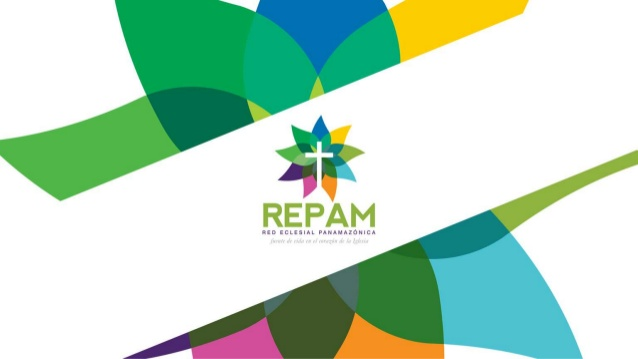 REPAM
RED ECLESIAL PANAMAZÓNICA
fuente de vida en el corazón de la Iglesia